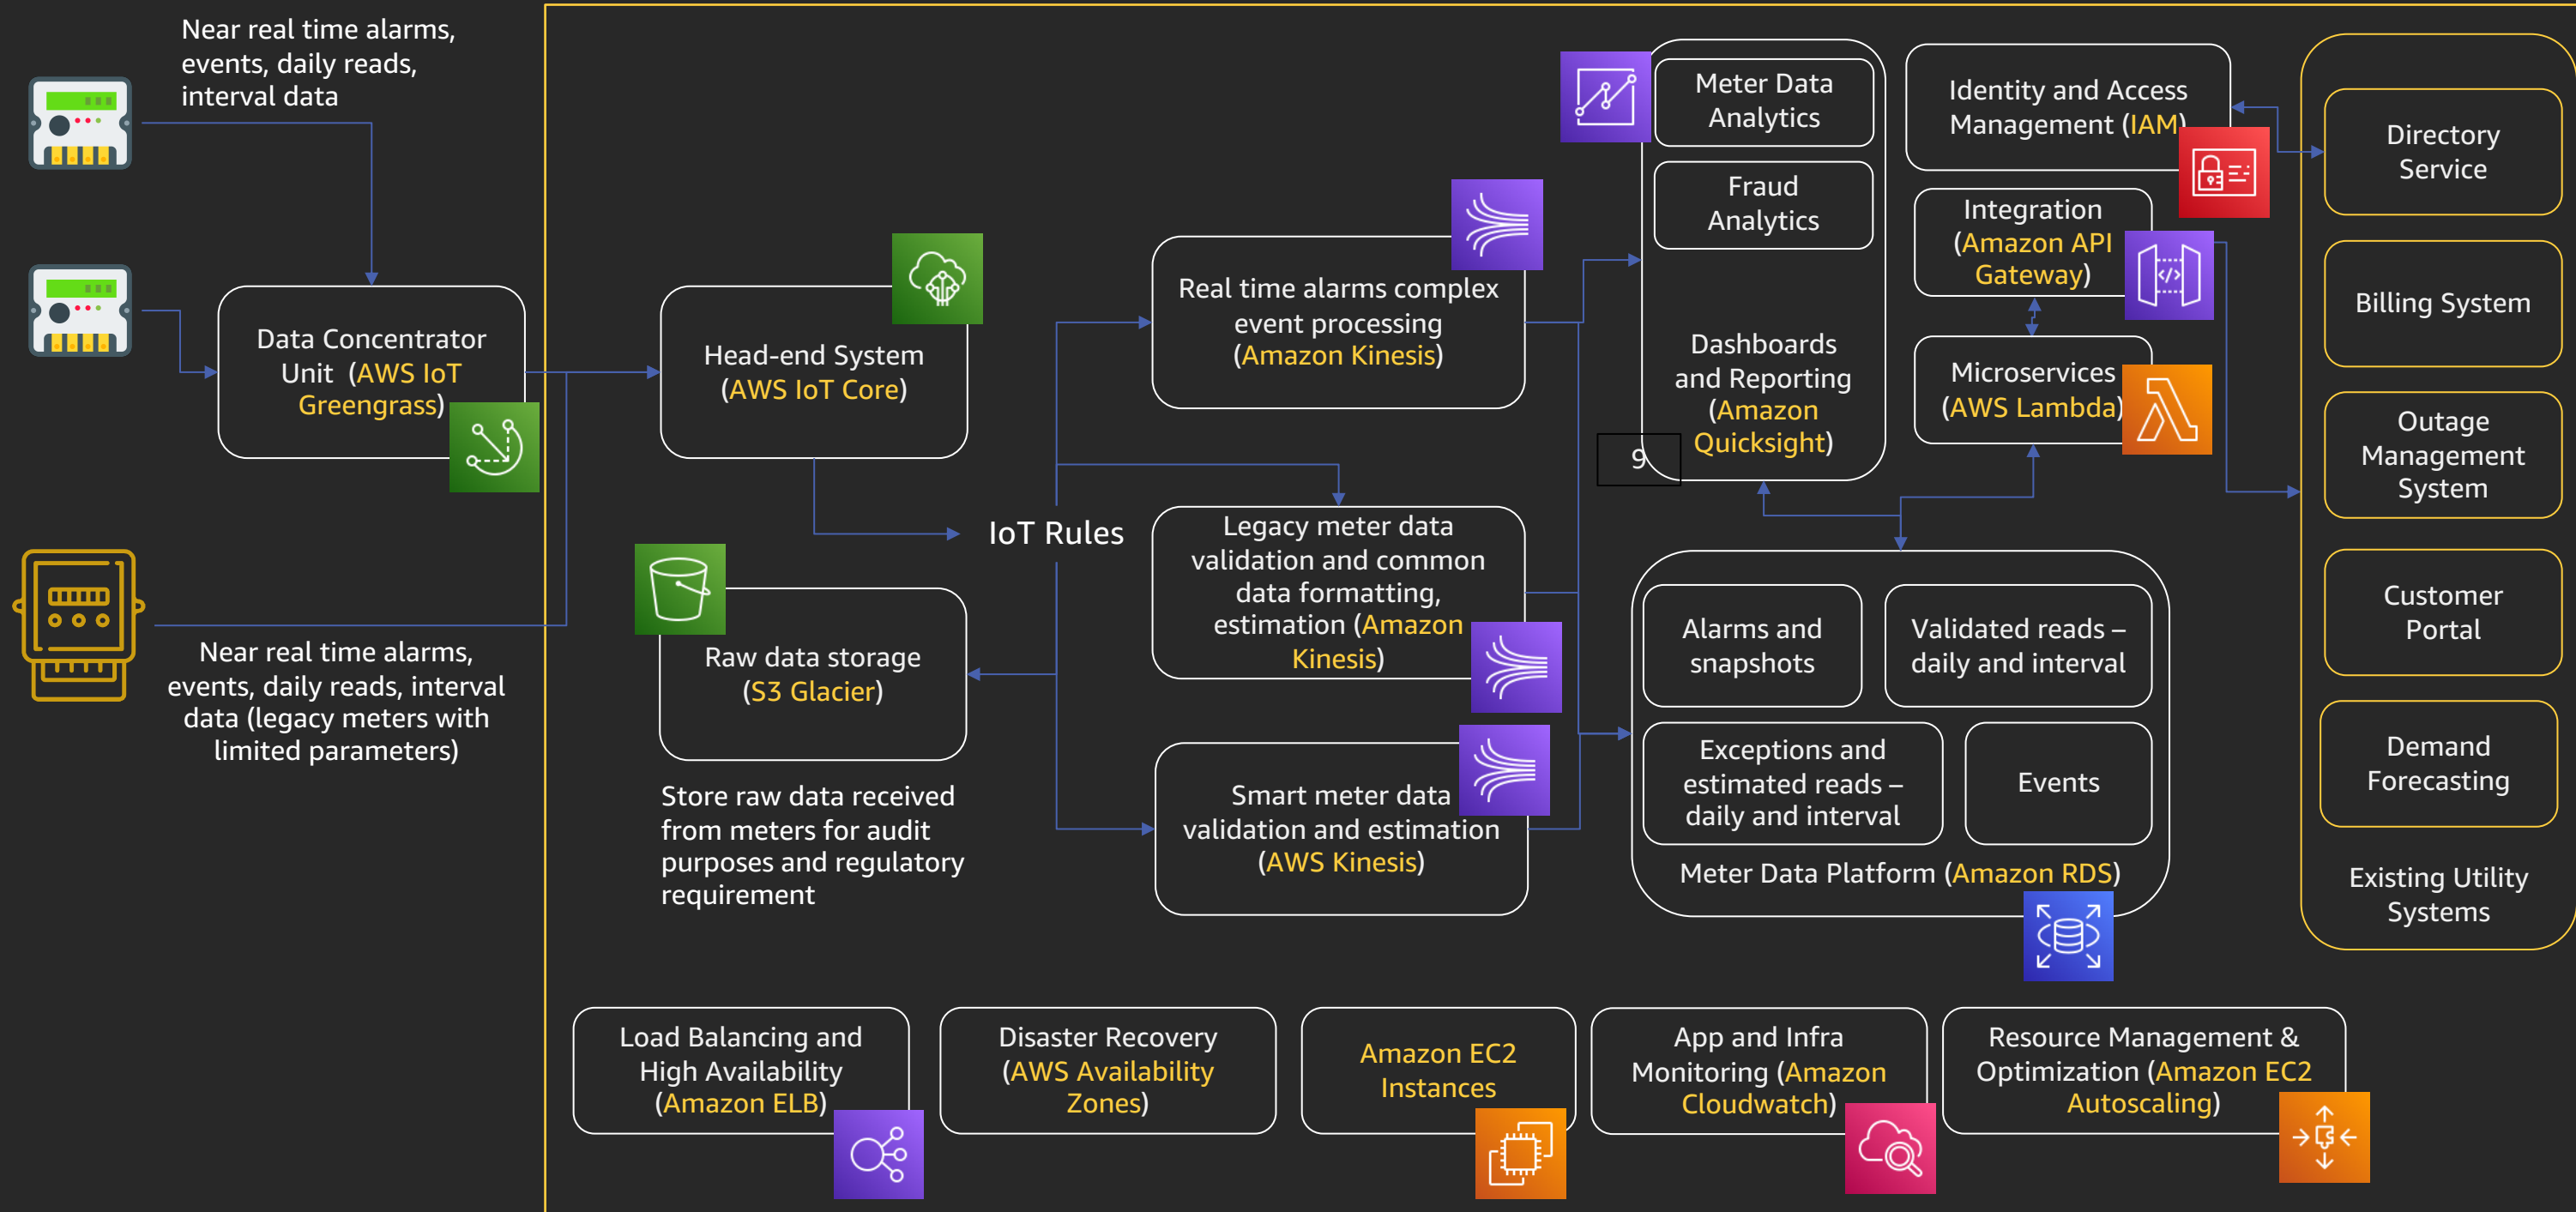 Near real time alarms,
events, daily reads,
interval data
Data Concentrator
Unit (AWS IoT
Greengrass)
Near real time alarms,
events, daily reads, interval
data (legacy meters with
limited parameters)
Head-end System
(AWS IoT Core)
IoT Rules
Raw data storage
(S3 Glacier)
Store raw data received
from meters for audit
purposes and regulatory
requirement
Real time alarms complex
event processing
(Amazon Kinesis)
Legacy meter data
validation and common
data formatting,
estimation (Amazon
Kinesis)
Smart meter data
validation and estimation
(AWS Kinesis)
Meter Data
Analytics
Fraud
Analytics
Dashboards
and Reporting
(Amazon
Quicksight)
9
Identity and Access
Management (IAM)
Integration
(Amazon API
Gateway)
</>
Microservices
(AWS Lambda)
Alarms and
snapshots
Validated reads –
daily and interval
Exceptions and
estimated reads –
daily and interval
Events
Meter Data Platform (Amazon RDS)
Directory
Service
Billing System
Outage
Management
System
Customer
Portal
Demand
Forecasting
Existing Utility
Systems
Load Balancing and
High Availability
(Amazon ELB)
Disaster Recovery
(AWS Availability
Zones)
Amazon EC2
Instances
App and Infra
Monitoring (Amazon
Cloudwatch)
Resource Management &
Optimization (Amazon EC2
Autoscaling)